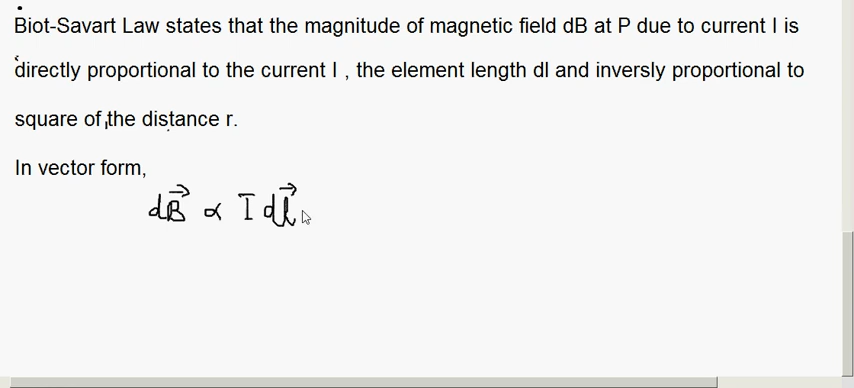 Biot-Savart Law states that the magnitude of magnetic field dB at P due to current I is
directly proportional to the current I , the element length dl and inversly proportional to
square of the distance r.
In vector form,
dB⃗ ∝ I dl⃗